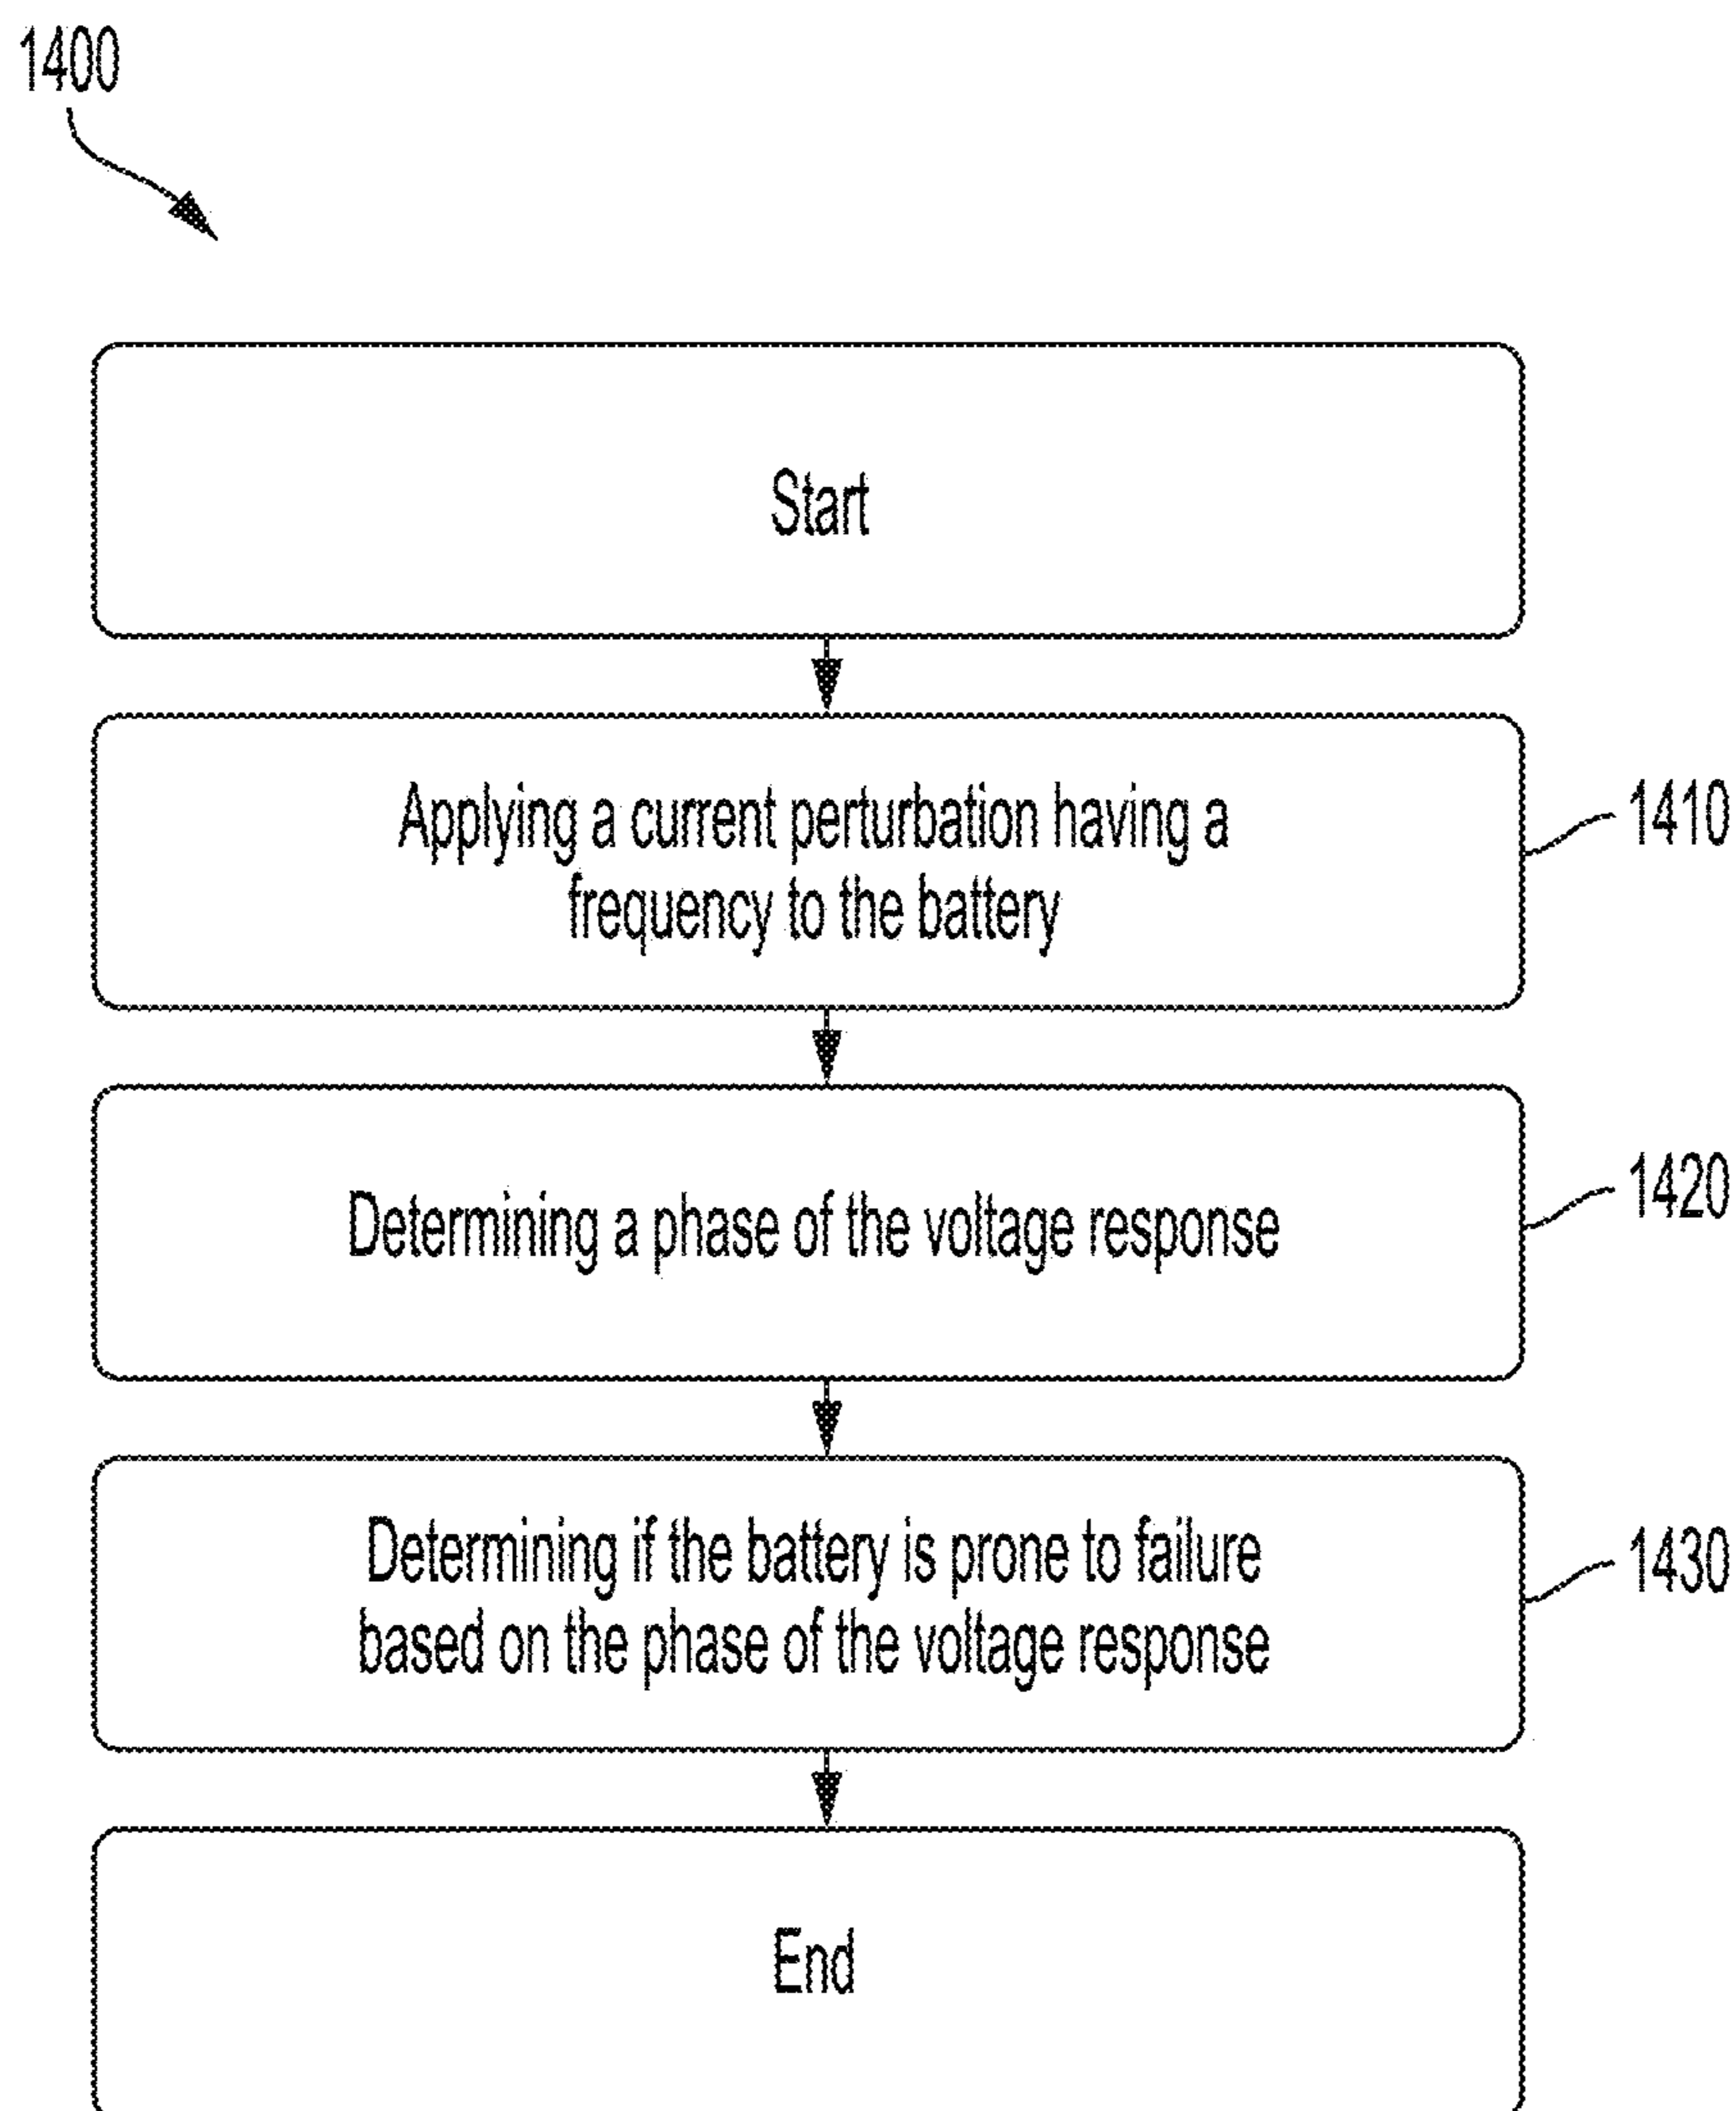 1400
Start
Applying a current perturbation having a
frequency to the battery
1410
Determining a phase of the voltage response
1420
Determining if the battery is prone to failure
based on the phase of the voltage response
1430
End